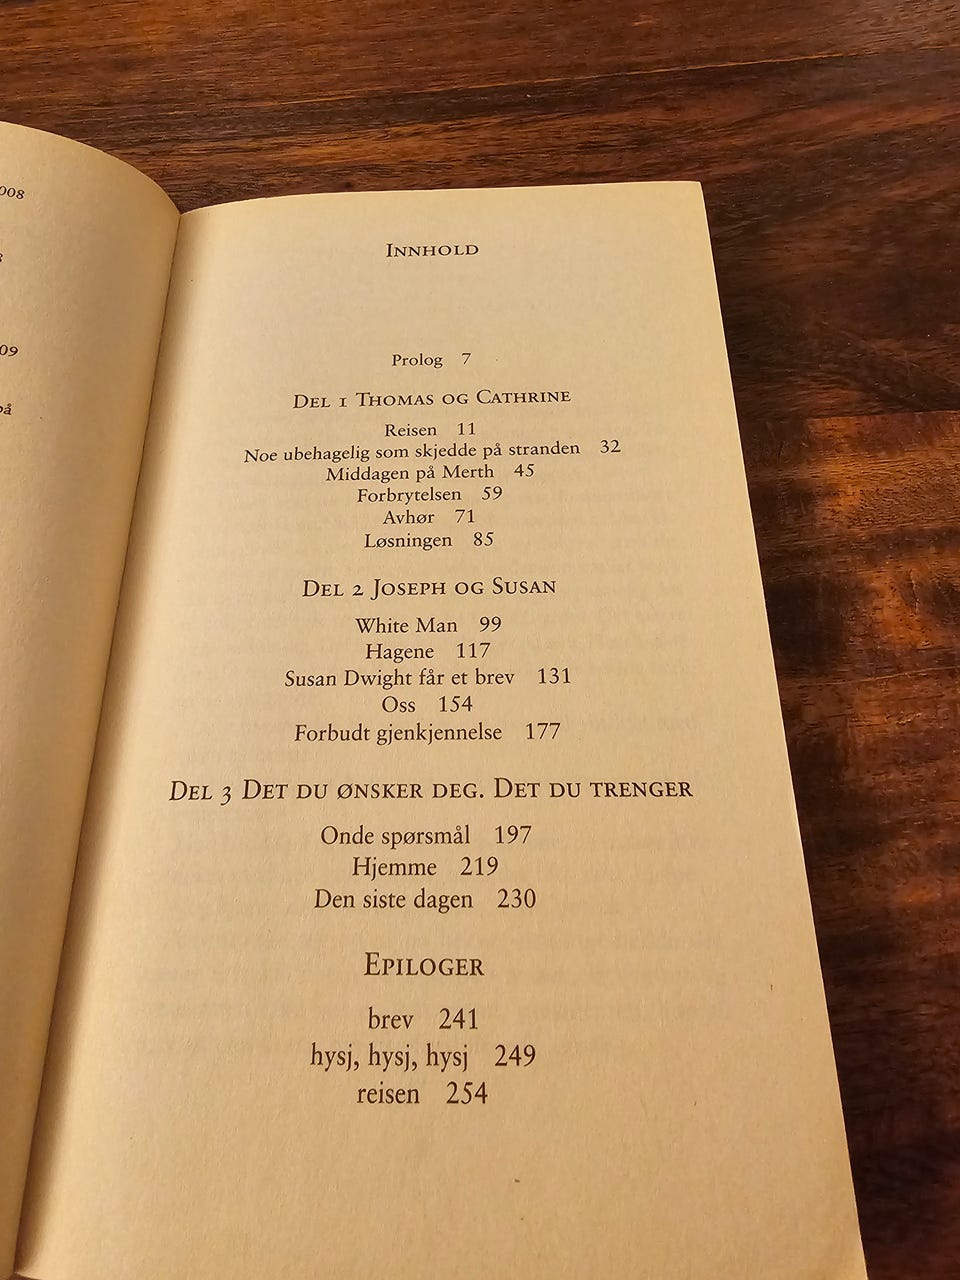 008
09
på
INNHOLD
Prolog 7
DEL 1 THOMAS OG CATHRINE
Reisen 11
Noe ubehagelig som skjedde på stranden 32
Middagen på Merth 45
Forbrytelsen 59
Avhør 71
Løsningen 85
DEL 2 JOSEPH OG SUSAN
White Man 99
Hagene 117
Susan Dwight får et brev 131
Oss 154
Forbudt gjenkjennelse 177
DEL 3 DET DU ØNSKER DEG. DET DU TRENGER
Onde spørsmål 197
Hjemme 219
Den siste dagen 230
EPILOGER
brev 241
hysj, hysj, hysj 249
reisen 254